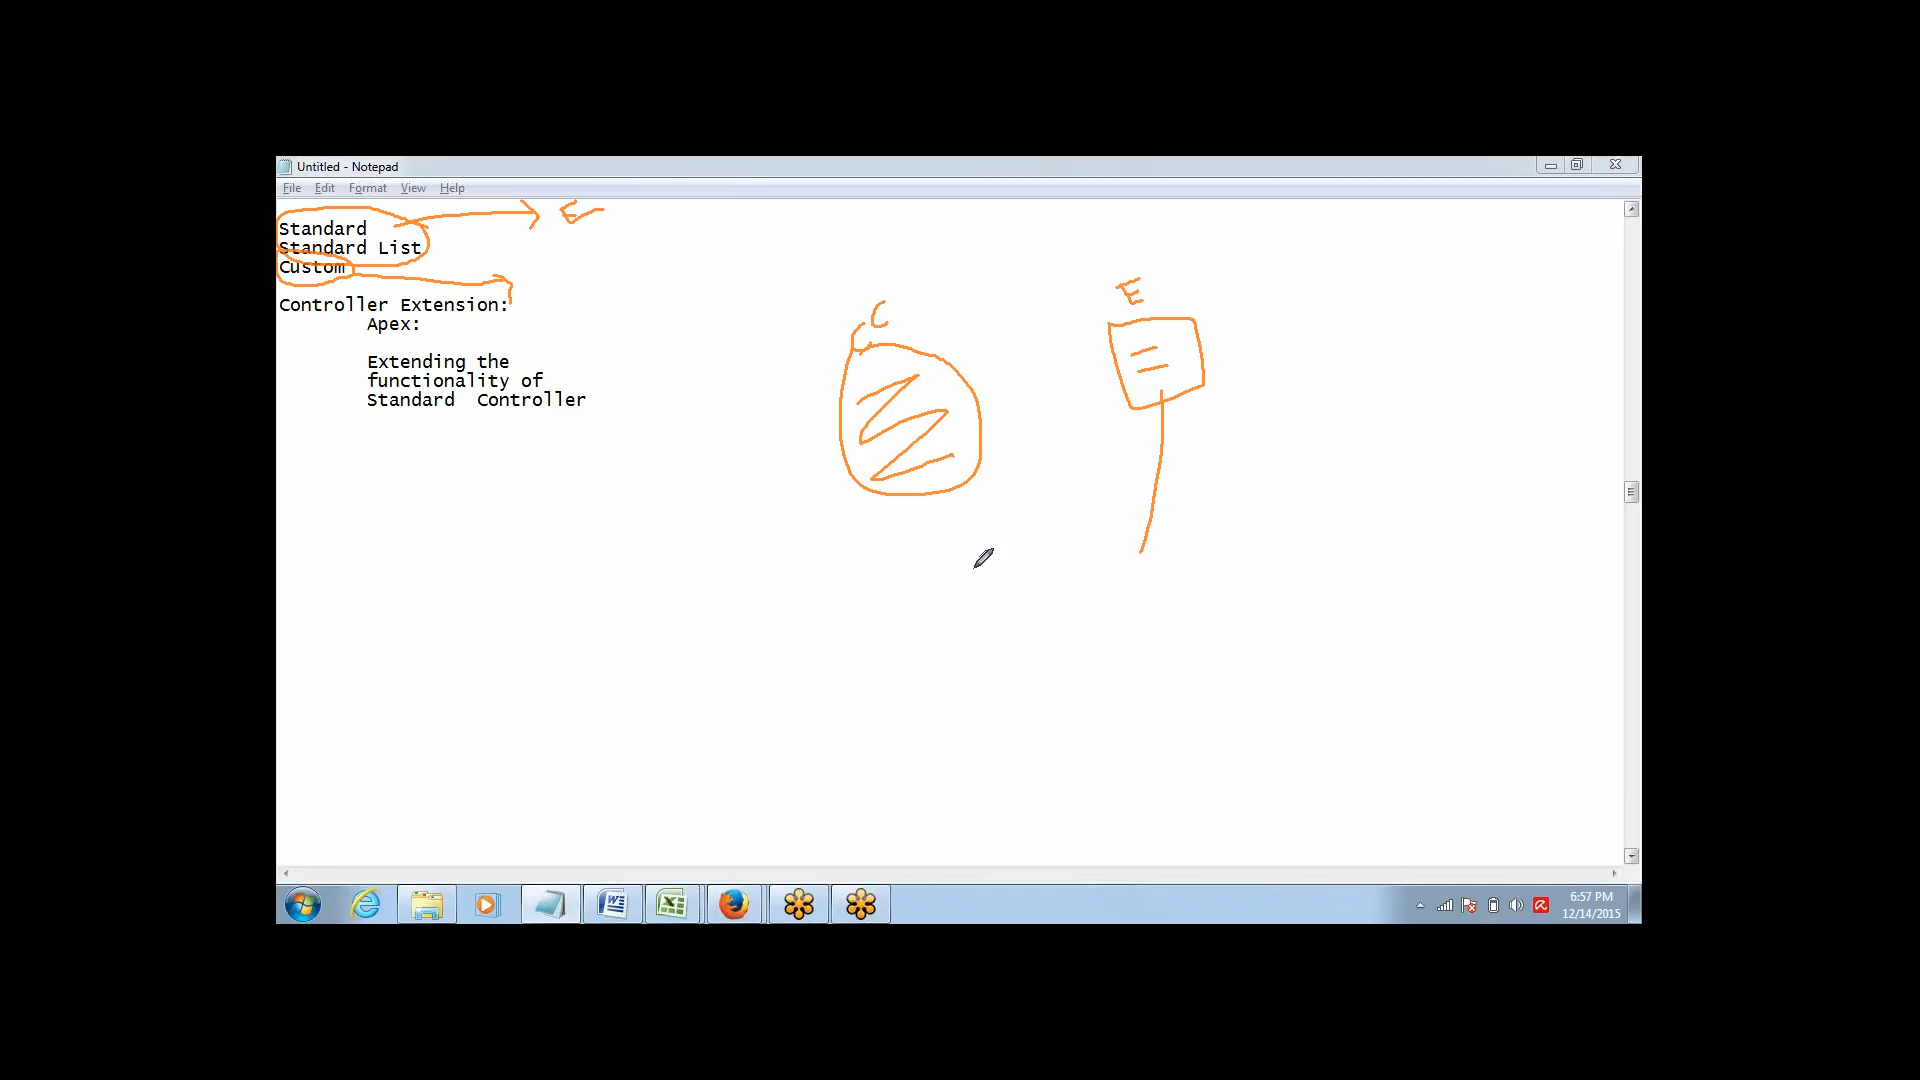 Untitled - Notepad
File Edit Format View Help
Standard
Standard List
Custom
E
Controller Extension:
Apex:
Extending the
functionality of
Standard Controller
C C
E
6:57 PM
12/14/2015